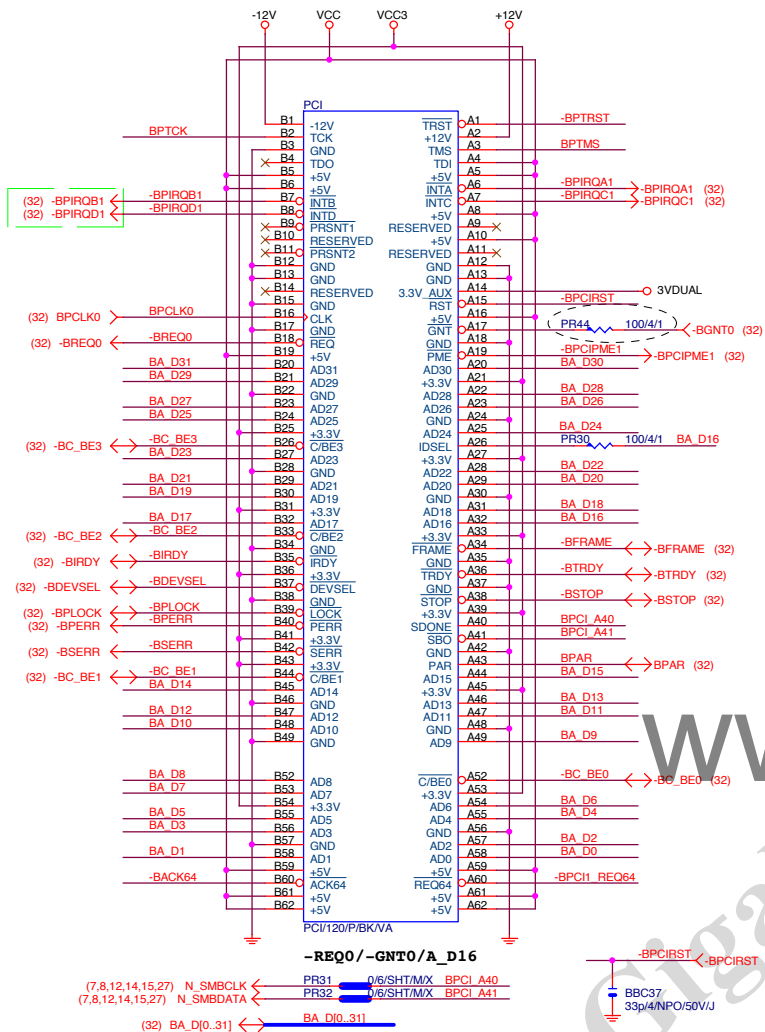 -12V VCC VCC3 +12V
PCI
B1 -12V TRST A1 -BPTRST
BPTCK B2 TCK +12V A2
B3 GND TMS A3 BPTMS
B4 TDO TDI A4
B5 +5V +5V A5
B6 +5V INTA A6 -BPIRQA1 -BPIRQA1 (32)
(32) -BPIRQB1 -BPIRQB1 B7 INTB INTC A7 -BPIRQC1 -BPIRQC1 (32)
(32) -BPIRQD1 -BPIRQD1 B8 INTD +5V A8
B9 PRSNT1 RESERVED A9
B10 RESERVED +5V A10
B11 PRSNT2 RESERVED A11
B12 GND GND A12
B13 GND GND A13
B14 RESERVED 3.3V_AUX A14 3VDUAL
B15 GND RST A15 -BPCIRST
(32) BPCLK0 BPCLK0 B16 CLK +5V A16
B17 GND GNT A17 PR44 100/4/1 -BGNT0 (32)
(32) -BREQ0 -BREQ0 B18 REQ GND A18
B19 +5V PME A19 -BPCIPME1 -BPCIPME1 (32)
BA_D31 B20 AD31 AD30 A20 BA_D30
BA_D29 B21 AD29 +3.3V A21
B22 GND AD28 A22 BA_D28
BA_D27 B23 AD27 AD26 A23 BA_D26
BA_D25 B24 AD25 GND A24
B25 +3.3V AD24 A25 BA_D24
(32) -BC_BE3 -BC_BE3 B26 C/BE3 IDSEL A26 PR30 100/4/1 BA_D16
BA_D23 B27 AD23 +3.3V A27
B28 GND AD22 A28 BA_D22
BA_D21 B29 AD21 AD20 A29 BA_D20
BA_D19 B30 AD19 GND A30
B31 +3.3V AD18 A31 BA_D18
BA_D17 B32 AD17 AD16 A32 BA_D16
(32) -BC_BE2 -BC_BE2 B33 C/BE2 +3.3V A33
B34 GND FRAME A34 -BFRAME -BFRAME (32)
(32) -BIRDY -BIRDY B35 IRDY GND A35
B36 +3.3V TRDY A36 -BTRDY -BTRDY (32)
(32) -BDEVSEL -BDEVSEL B37 DEVSEL GND A37
B38 GND STOP A38 -BSTOP -BSTOP (32)
(32) -BPLOCK -BPLOCK B39 LOCK +3.3V A39
(32) -BPERR -BPERR B40 PERR SDONE A40 BPCI_A40
B41 +3.3V SBO A41 BPCI_A41
(32) -BSERR -BSERR B42 SERR GND A42
B43 +3.3V PAR A43 BPAR BPAR (32)
(32) -BC_BE1 -BC_BE1 B44 C/BE1 AD15 A44 BA_D15
BA_D14 B45 AD14 +3.3V A45
B46 GND AD13 A46 BA_D13
BA_D12 B47 AD12 AD11 A47 BA_D11
BA_D10 B48 AD10 GND A48
B49 GND AD9 A49 BA_D9
BA_D8 B52 AD8 C/BE0 A52 -BC_BE0 -BC_BE0 (32)
BA_D7 B53 AD7 +3.3V A53
B54 +3.3V AD6 A54 BA_D6
BA_D5 B55 AD5 AD4 A55 BA_D4
BA_D3 B56 AD3 GND A56
B57 GND AD2 A57 BA_D2
BA_D1 B58 AD1 AD0 A58 BA_D0
B59 +5V +5V A59
-BACK64 B60 ACK64 REQ64 A60 -BPCI1_REQ64
B61 +5V +5V A61
B62 +5V +5V A62
PCI/120/P/BK/VA
-REQ0/-GNT0/A_D16
(7,8,12,14,15,27) N_SMBCLK PR31 0/6/SHT/M/X BPCI_A40
(7,8,12,14,15,27) N_SMBDATA PR32 0/6/SHT/M/X BPCI_A41
(32) BA_D[0..31] BA_D[0..31]
-BPCIRST -BPCIRST
BBC37
33p/4/NPO/50V/J